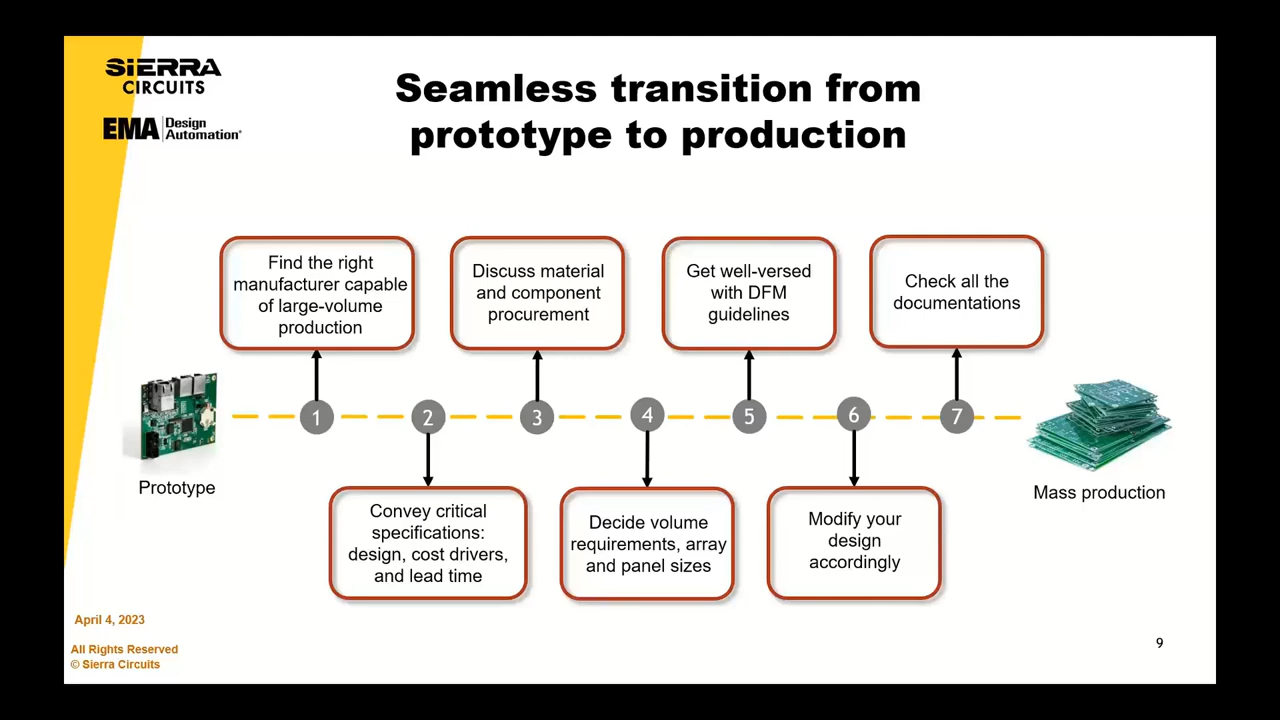 SiERRA
CIRCUITS
EMA Design
Automation®
Seamless transition from
prototype to production
Find the right
manufacturer capable
of large-volume
production
Discuss material
and component
procurement
Get well-versed
with DFM
guidelines
Check all the
documentations
1
2
3
4
5
6
7
Prototype
Mass production
Convey critical
specifications:
design, cost drivers,
and lead time
Decide volume
requirements, array
and panel sizes
Modify your
design
accordingly
April 4, 2023
All Rights Reserved
© Sierra Circuits
9